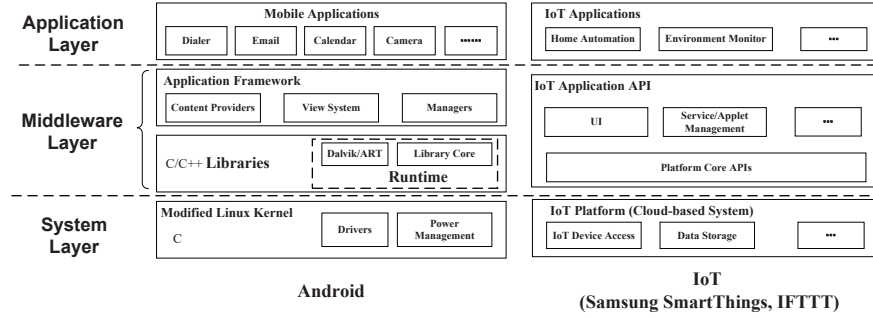 Application
Layer
Mobile Applications
Dialer
Email
Calendar
Camera
......
IoT Applications
Home Automation
Environment Monitor
...
Middleware
Layer
Application Framework
Content Providers
View System
Managers
C/C++ Libraries
Dalvik/ART
Library Core
Runtime
IoT Application API
UI
Service/Applet
Management
...
Platform Core APIs
System
Layer
Modified Linux Kernel
C
Drivers
Power
Management
IoT Platform (Cloud-based System)
IoT Device Access
Data Storage
...
Android
IoT
(Samsung SmartThings, IFTTT)